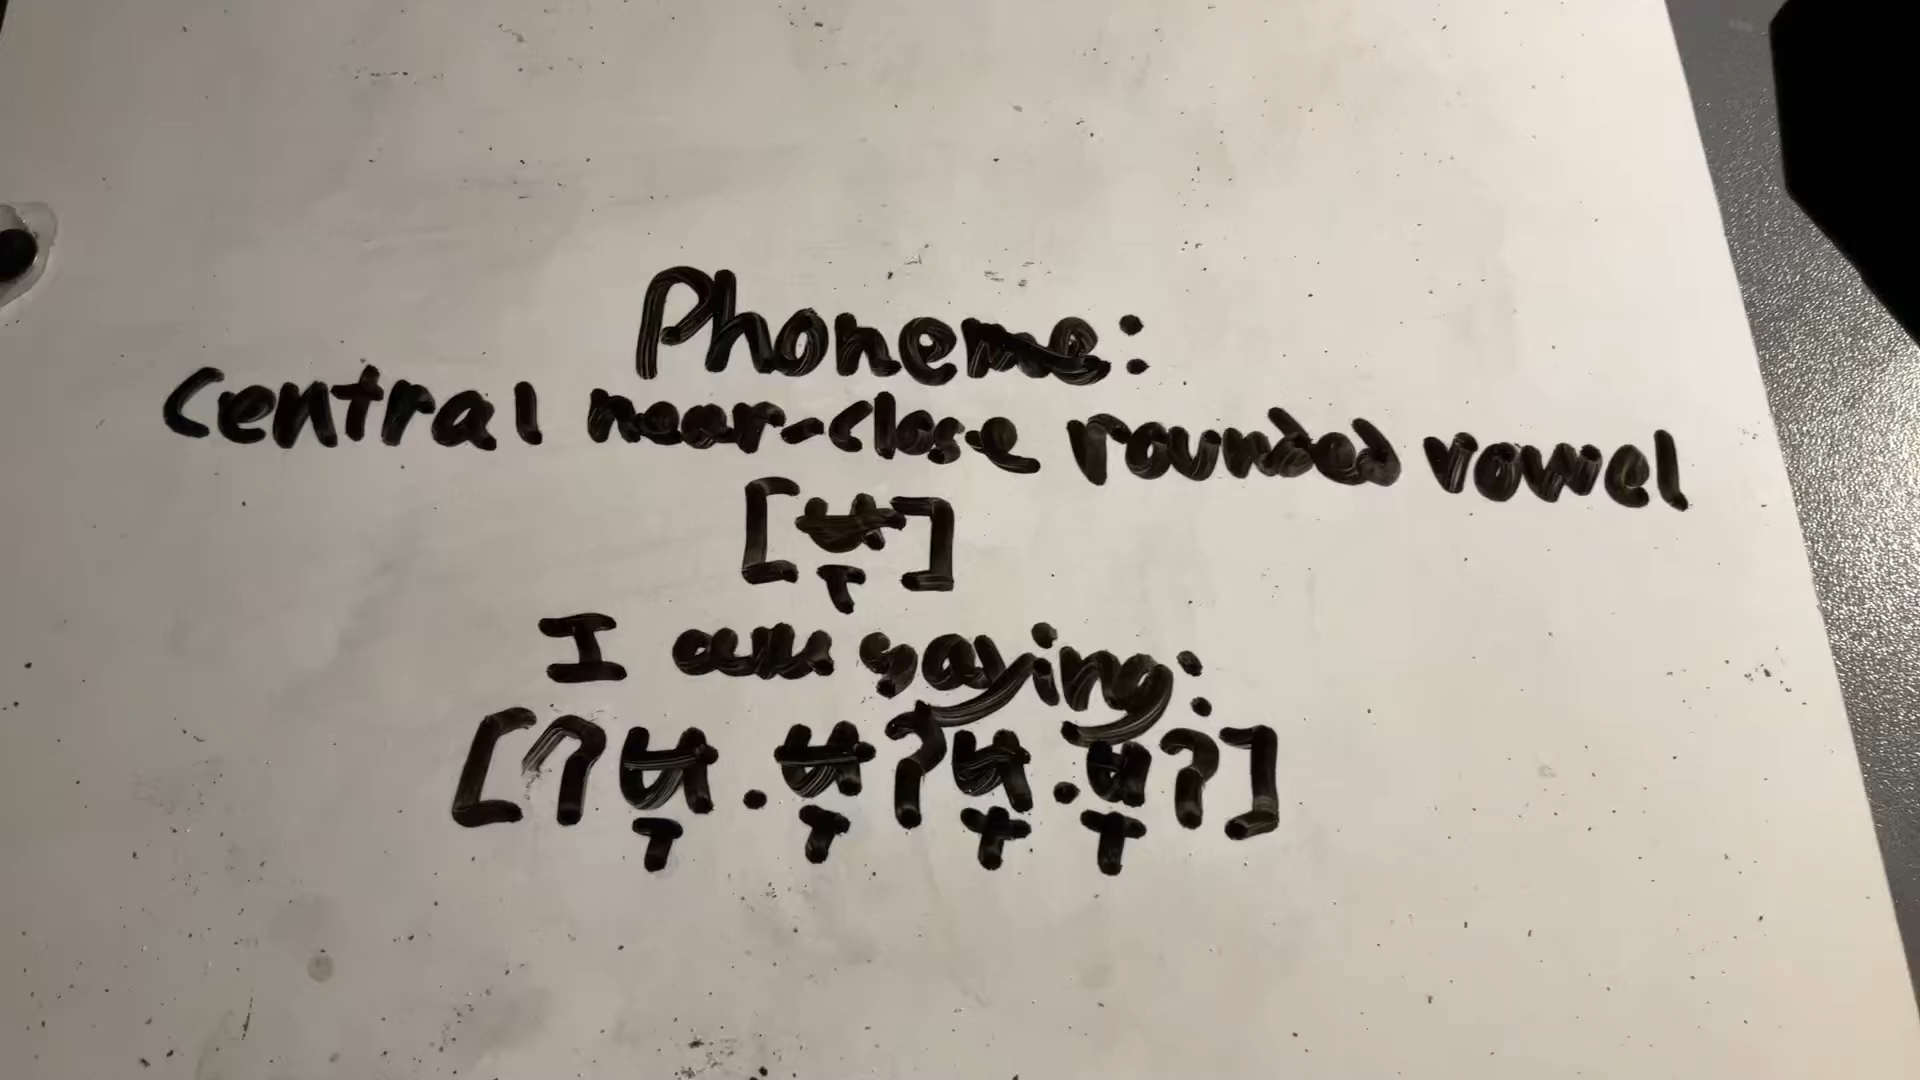 Phoneme:
Central near-close rounded vowel
[ʉ̞]
I am saying:
[ʔʉ̞.ʉ̞ʔʉ̟.ʉ̞ʔ]